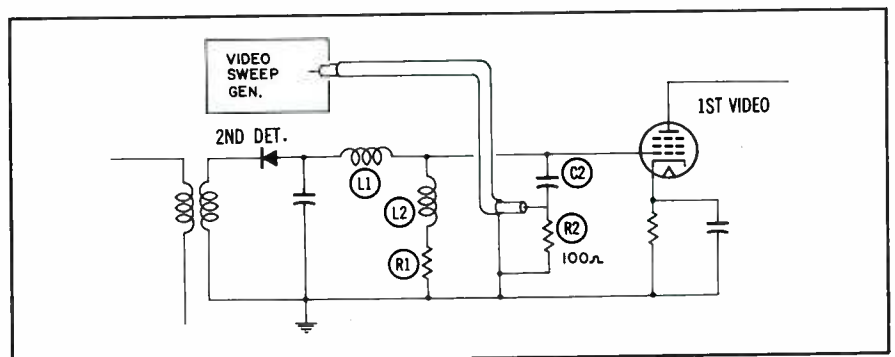 VIDEO
SWEEP
GEN.
1ST VIDEO
2ND DET.
L1
C2
L2
R2
100Ω
R1